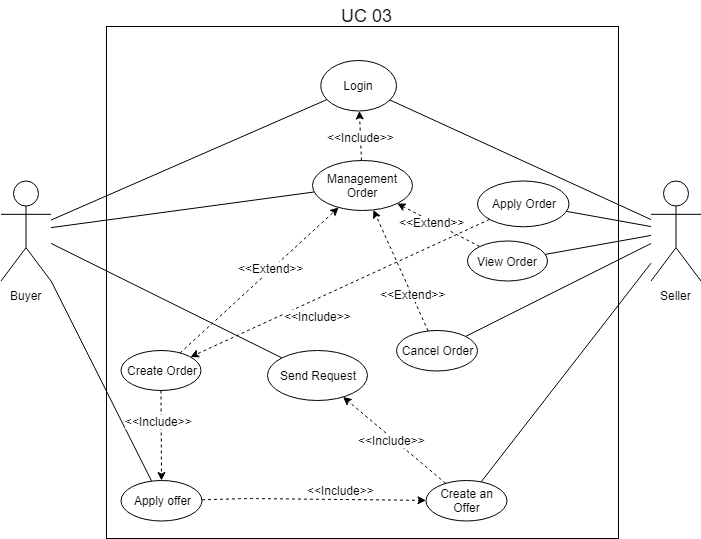 UC 03
Login
<<Include>>
Management
Order
Apply Order
<<Extend>>
View Order
<<Extend>>
<<Extend>>
Buyer
Seller
<<Include>>
Cancel Order
Create Order
Send Request
<<Include>>
<<Include>>
<<Include>>
Apply offer
Create an
Offer